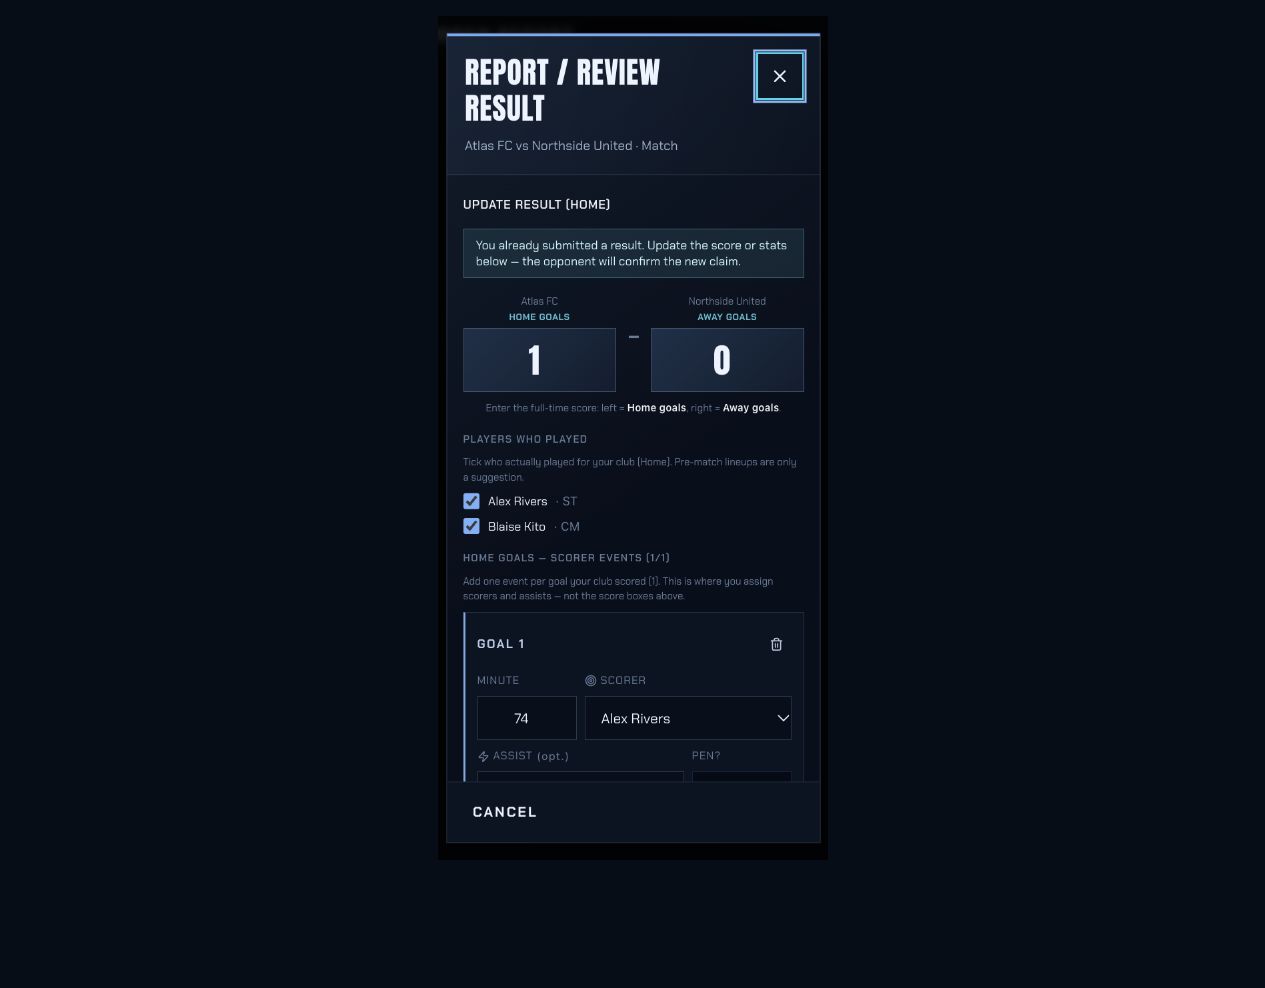 REPORT / REVIEW
RESULT
Atlas FC vs Northside United · Match
UPDATE RESULT (HOME)
You already submitted a result. Update the score or stats
below — the opponent will confirm the new claim.
Atlas FC
HOME GOALS
1
–
Northside United
AWAY GOALS
0
Enter the full-time score: left = Home goals, right = Away goals.
PLAYERS WHO PLAYED
Tick who actually played for your club (Home). Pre-match lineups are only
a suggestion.
Alex Rivers · ST
Blaise Kito · CM
HOME GOALS — SCORER EVENTS (1/1)
Add one event per goal your club scored (1). This is where you assign
scorers and assists — not the score boxes above.
GOAL 1
MINUTE
SCORER
74
Alex Rivers
ASSIST (opt.)
PEN?
CANCEL